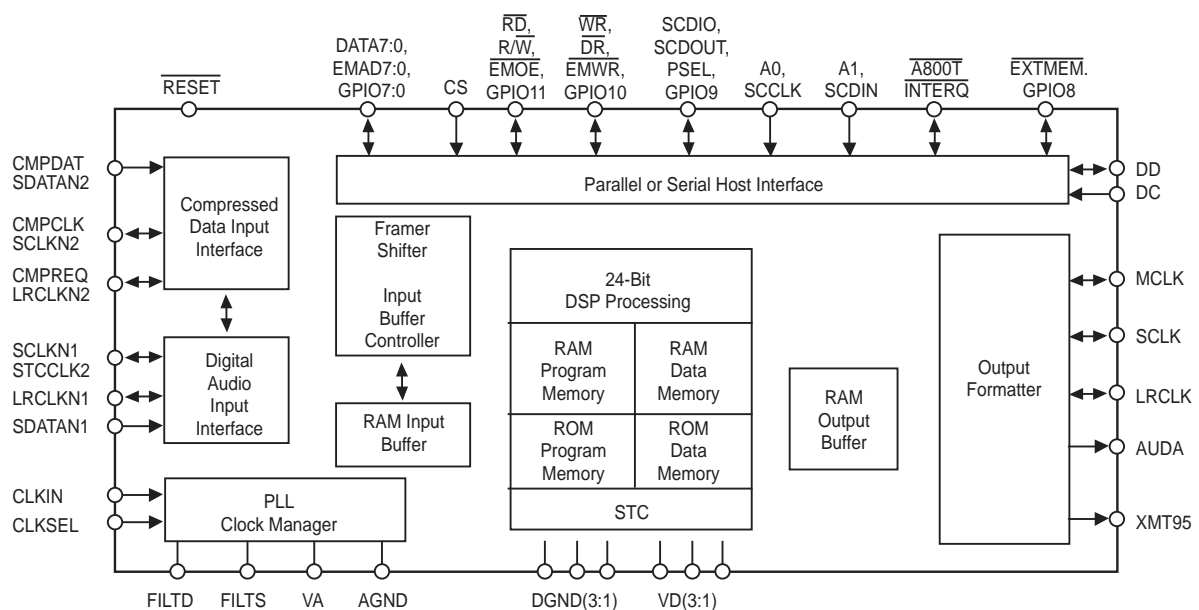 RESET
DATA7:0,
EMAD7:0,
GPIO7:0
CS
RD,
R/W,
EMOE,
GPIO11
WR,
DR,
EMWR,
GPIO10
SCDIO,
SCDOUT,
PSEL,
GPIO9
A0,
SCCLK
A1,
SCDIN
A800T
INTERQ
EXTMEM.
GPIO8
CMPDAT
SDATAN2
CMPCLK
SCLKN2
CMPREQ
LRCLKN2
SCLKN1
STCCLK2
LRCLKN1
SDATAN1
CLKIN
CLKSEL
Compressed
Data Input
Interface
Digital
Audio
Input
Interface
PLL
Clock Manager
Parallel or Serial Host Interface
Framer
Shifter
Input
Buffer
Controller
RAM Input
Buffer
24-Bit
DSP Processing
RAM
Program
Memory
RAM
Data
Memory
ROM
Program
Memory
ROM
Data
Memory
STC
RAM
Output
Buffer
Output
Formatter
DD
DC
MCLK
SCLK
LRCLK
AUDA
XMT95
FILTD
FILTS
VA
AGND
DGND(3:1)
VD(3:1)